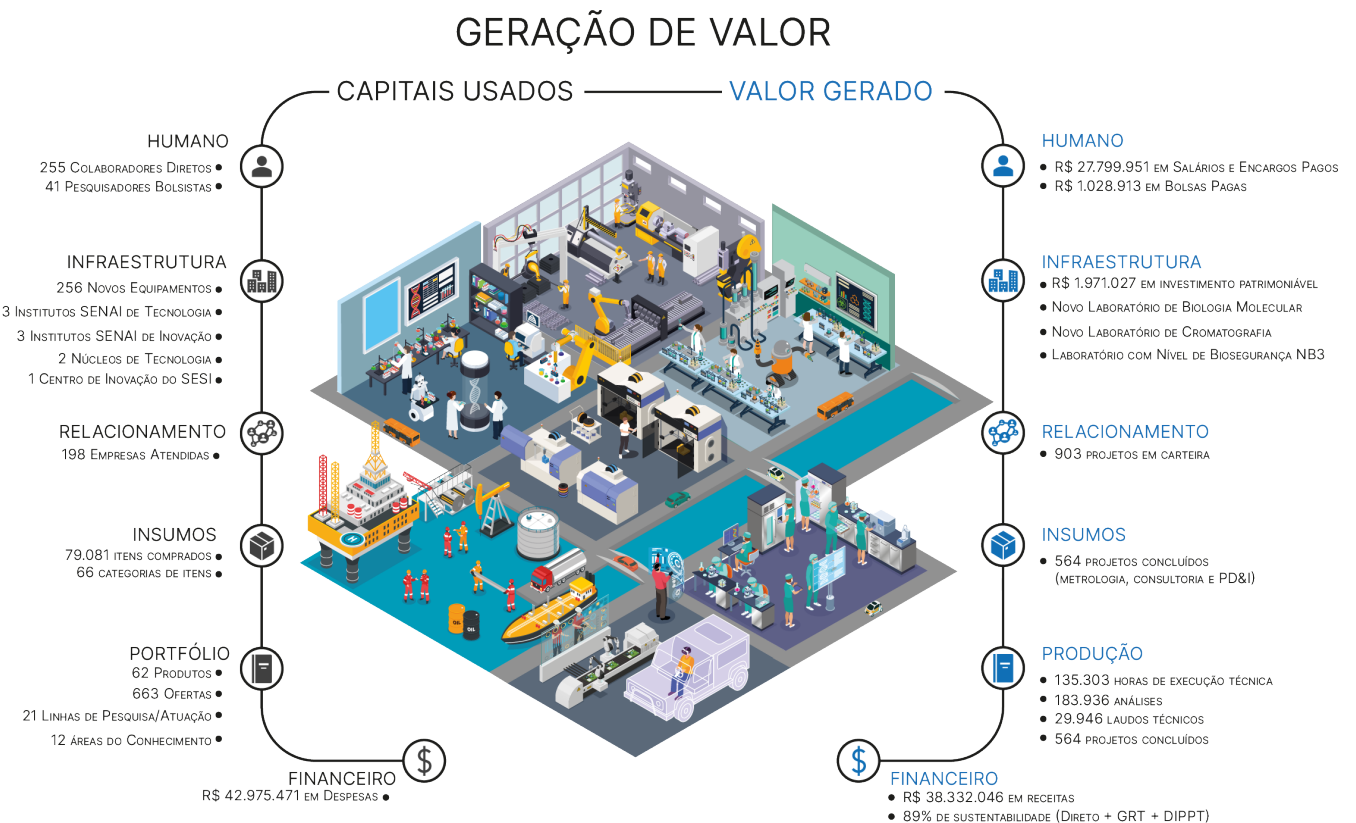 GERAÇÃO DE VALOR
CAPITAIS USADOS
HUMANO
255 Colaboradores Diretos
41 Pesquisadores Bolsistas
INFRAESTRUTURA
256 Novos Equipamentos
3 Institutos SENAI de Tecnologia
3 Institutos SENAI de Inovação
2 Núcleos de Tecnologia
1 Centro de Inovação do SESI
RELACIONAMENTO
198 Empresas Atendidas
INSUMOS
79.081 itens comprados
66 categorias de itens
PORTFÓLIO
62 Produtos
663 Ofertas
21 Linhas de Pesquisa/Atuação
12 áreas do Conhecimento
FINANCEIRO
R$ 42.975.471 em Despesas
VALOR GERADO
HUMANO
R$ 27.799.951 em Salários e Encargos Pagos
R$ 1.028.913 em Bolsas Pagas
INFRAESTRUTURA
R$ 1.971.027 em investimento patrimoniável
Novo Laboratório de Biologia Molecular
Novo Laboratório de Cromatografia
Laboratório com Nível de Biosegurança NB3
RELACIONAMENTO
903 projetos em carteira
INSUMOS
564 projetos concluídos
(metrologia, consultoria e PD&I)
PRODUÇÃO
135.303 horas de execução técnica
183.936 análises
29.946 laudos técnicos
564 projetos concluídos
FINANCEIRO
R$ 38.332.046 em receitas
89% de sustentabilidade (Direto + GRT + DIPPT)
H
OIL
OIL